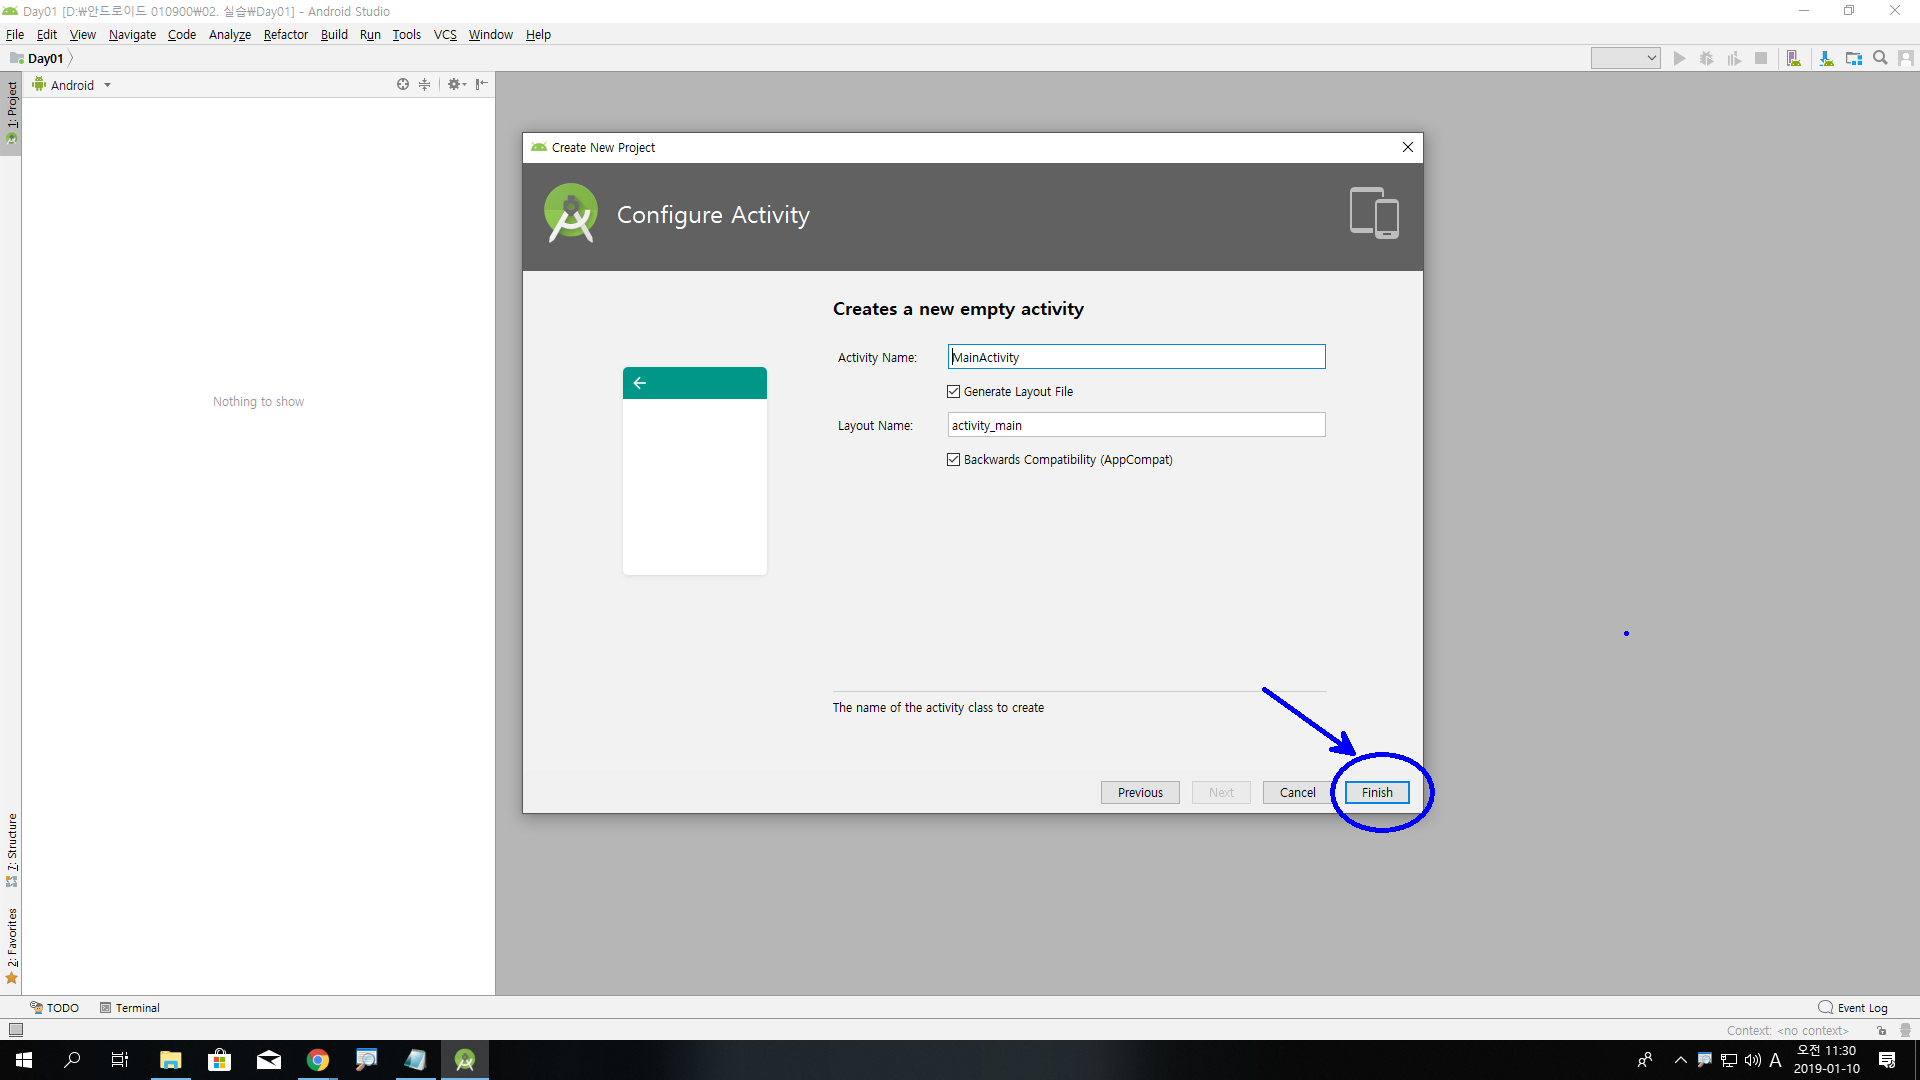 Day01 [D:₩안드로이드 010900₩02. 실습₩Day01] - Android Studio
File Edit View Navigate Code Analyze Refactor Build Run Tools VCS Window Help
Day01
1: Project
Android
Nothing to show
Create New Project
Configure Activity
Creates a new empty activity
Activity Name: MainActivity
Generate Layout File
Layout Name: activity_main
Backwards Compatibility (AppCompat)
The name of the activity class to create
Previous Next Cancel Finish
7: Structure
2: Favorites
TODO Terminal Event Log
Context: <no context>
A 오전 11:30
2019-01-10